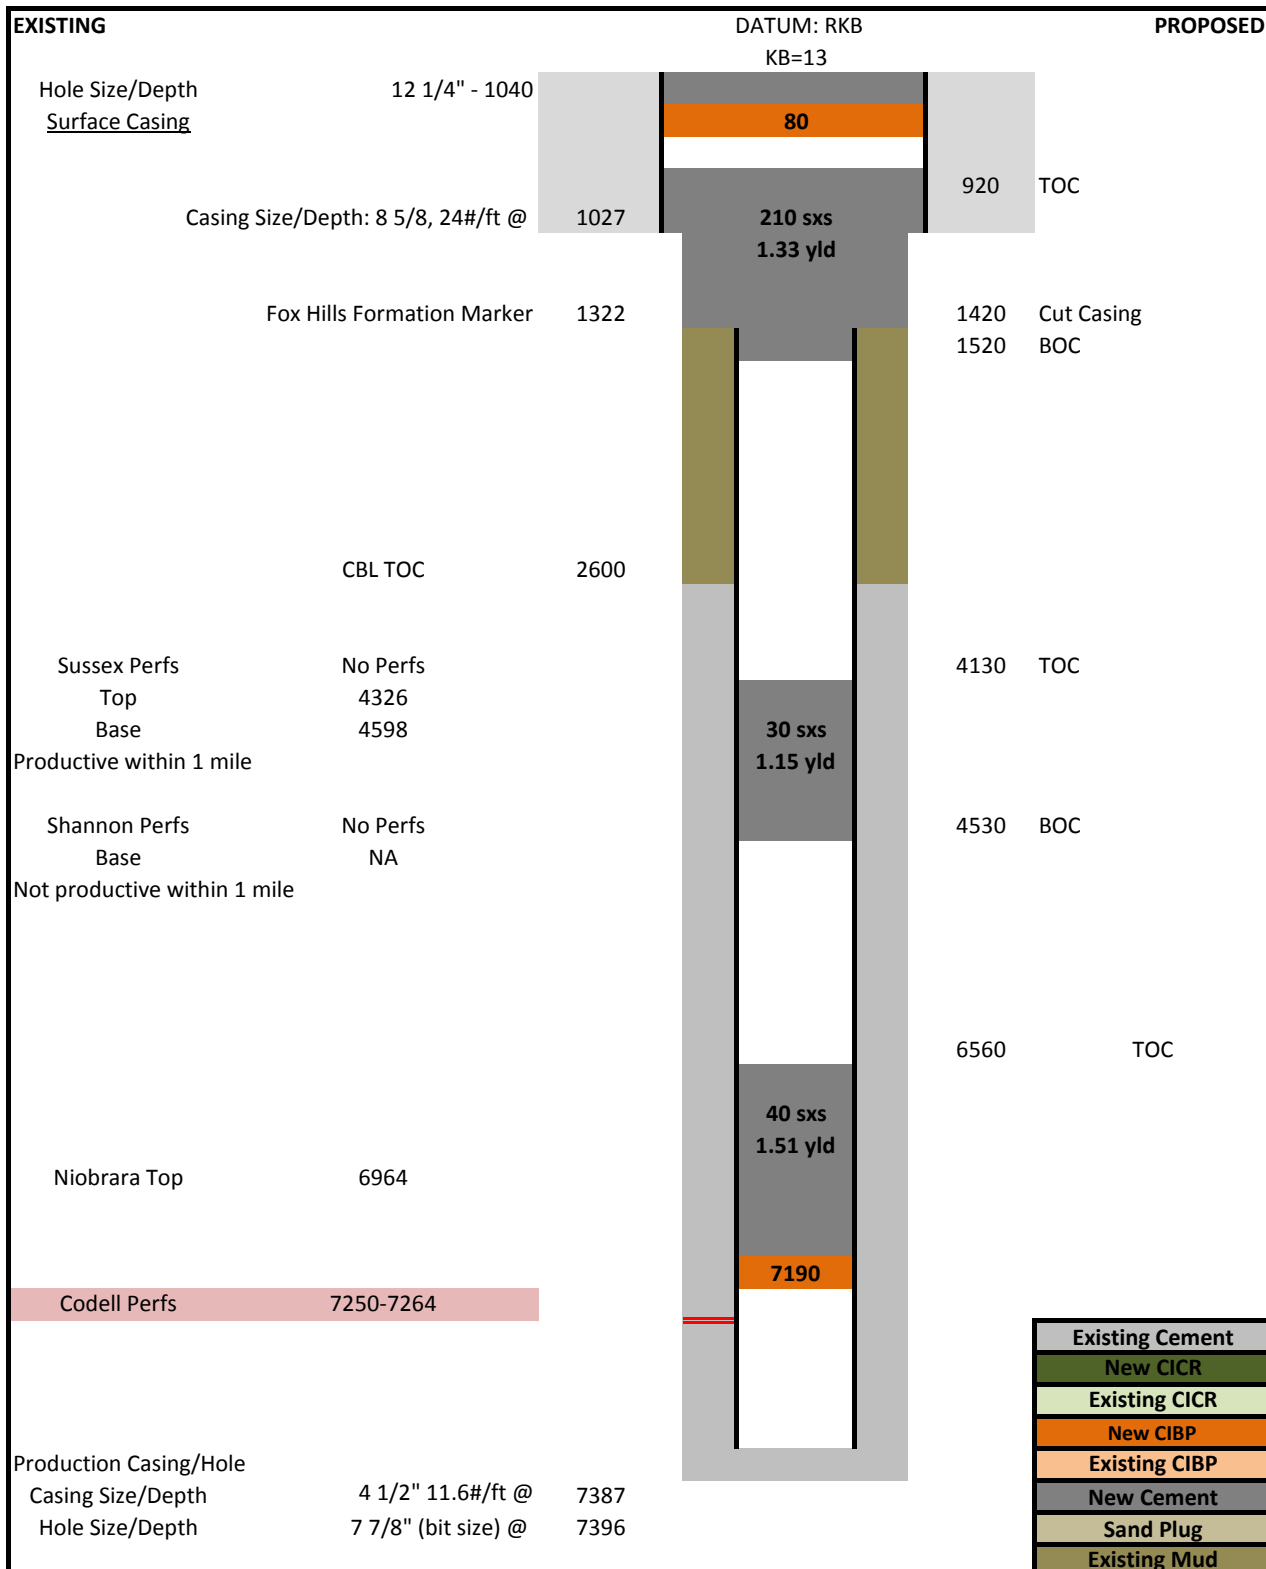 EXISTING DATUM: RKB PROPOSED
KB=13
Hole Size/Depth 12 1/4" - 1040
Surface Casing 80
920 TOC
Casing Size/Depth: 8 5/8, 24#/ft @ 1027 210 sxs
1.33 yld
Fox Hills Formation Marker 1322 1420 Cut Casing
1520 BOC
CBL TOC 2600
Sussex Perfs No Perfs 4130 TOC
Top 4326
Base 4598 30 sxs
Productive within 1 mile 1.15 yld
Shannon Perfs No Perfs 4530 BOC
Base NA
Not productive within 1 mile
6560 TOC
40 sxs
1.51 yld
Niobrara Top 6964
7190
Codell Perfs 7250-7264
Existing Cement
New CICR
Existing CICR
New CIBP
Production Casing/Hole Existing CIBP
Casing Size/Depth 4 1/2" 11.6#/ft @ 7387 New Cement
Hole Size/Depth 7 7/8" (bit size) @ 7396 Sand Plug
Existing Mud